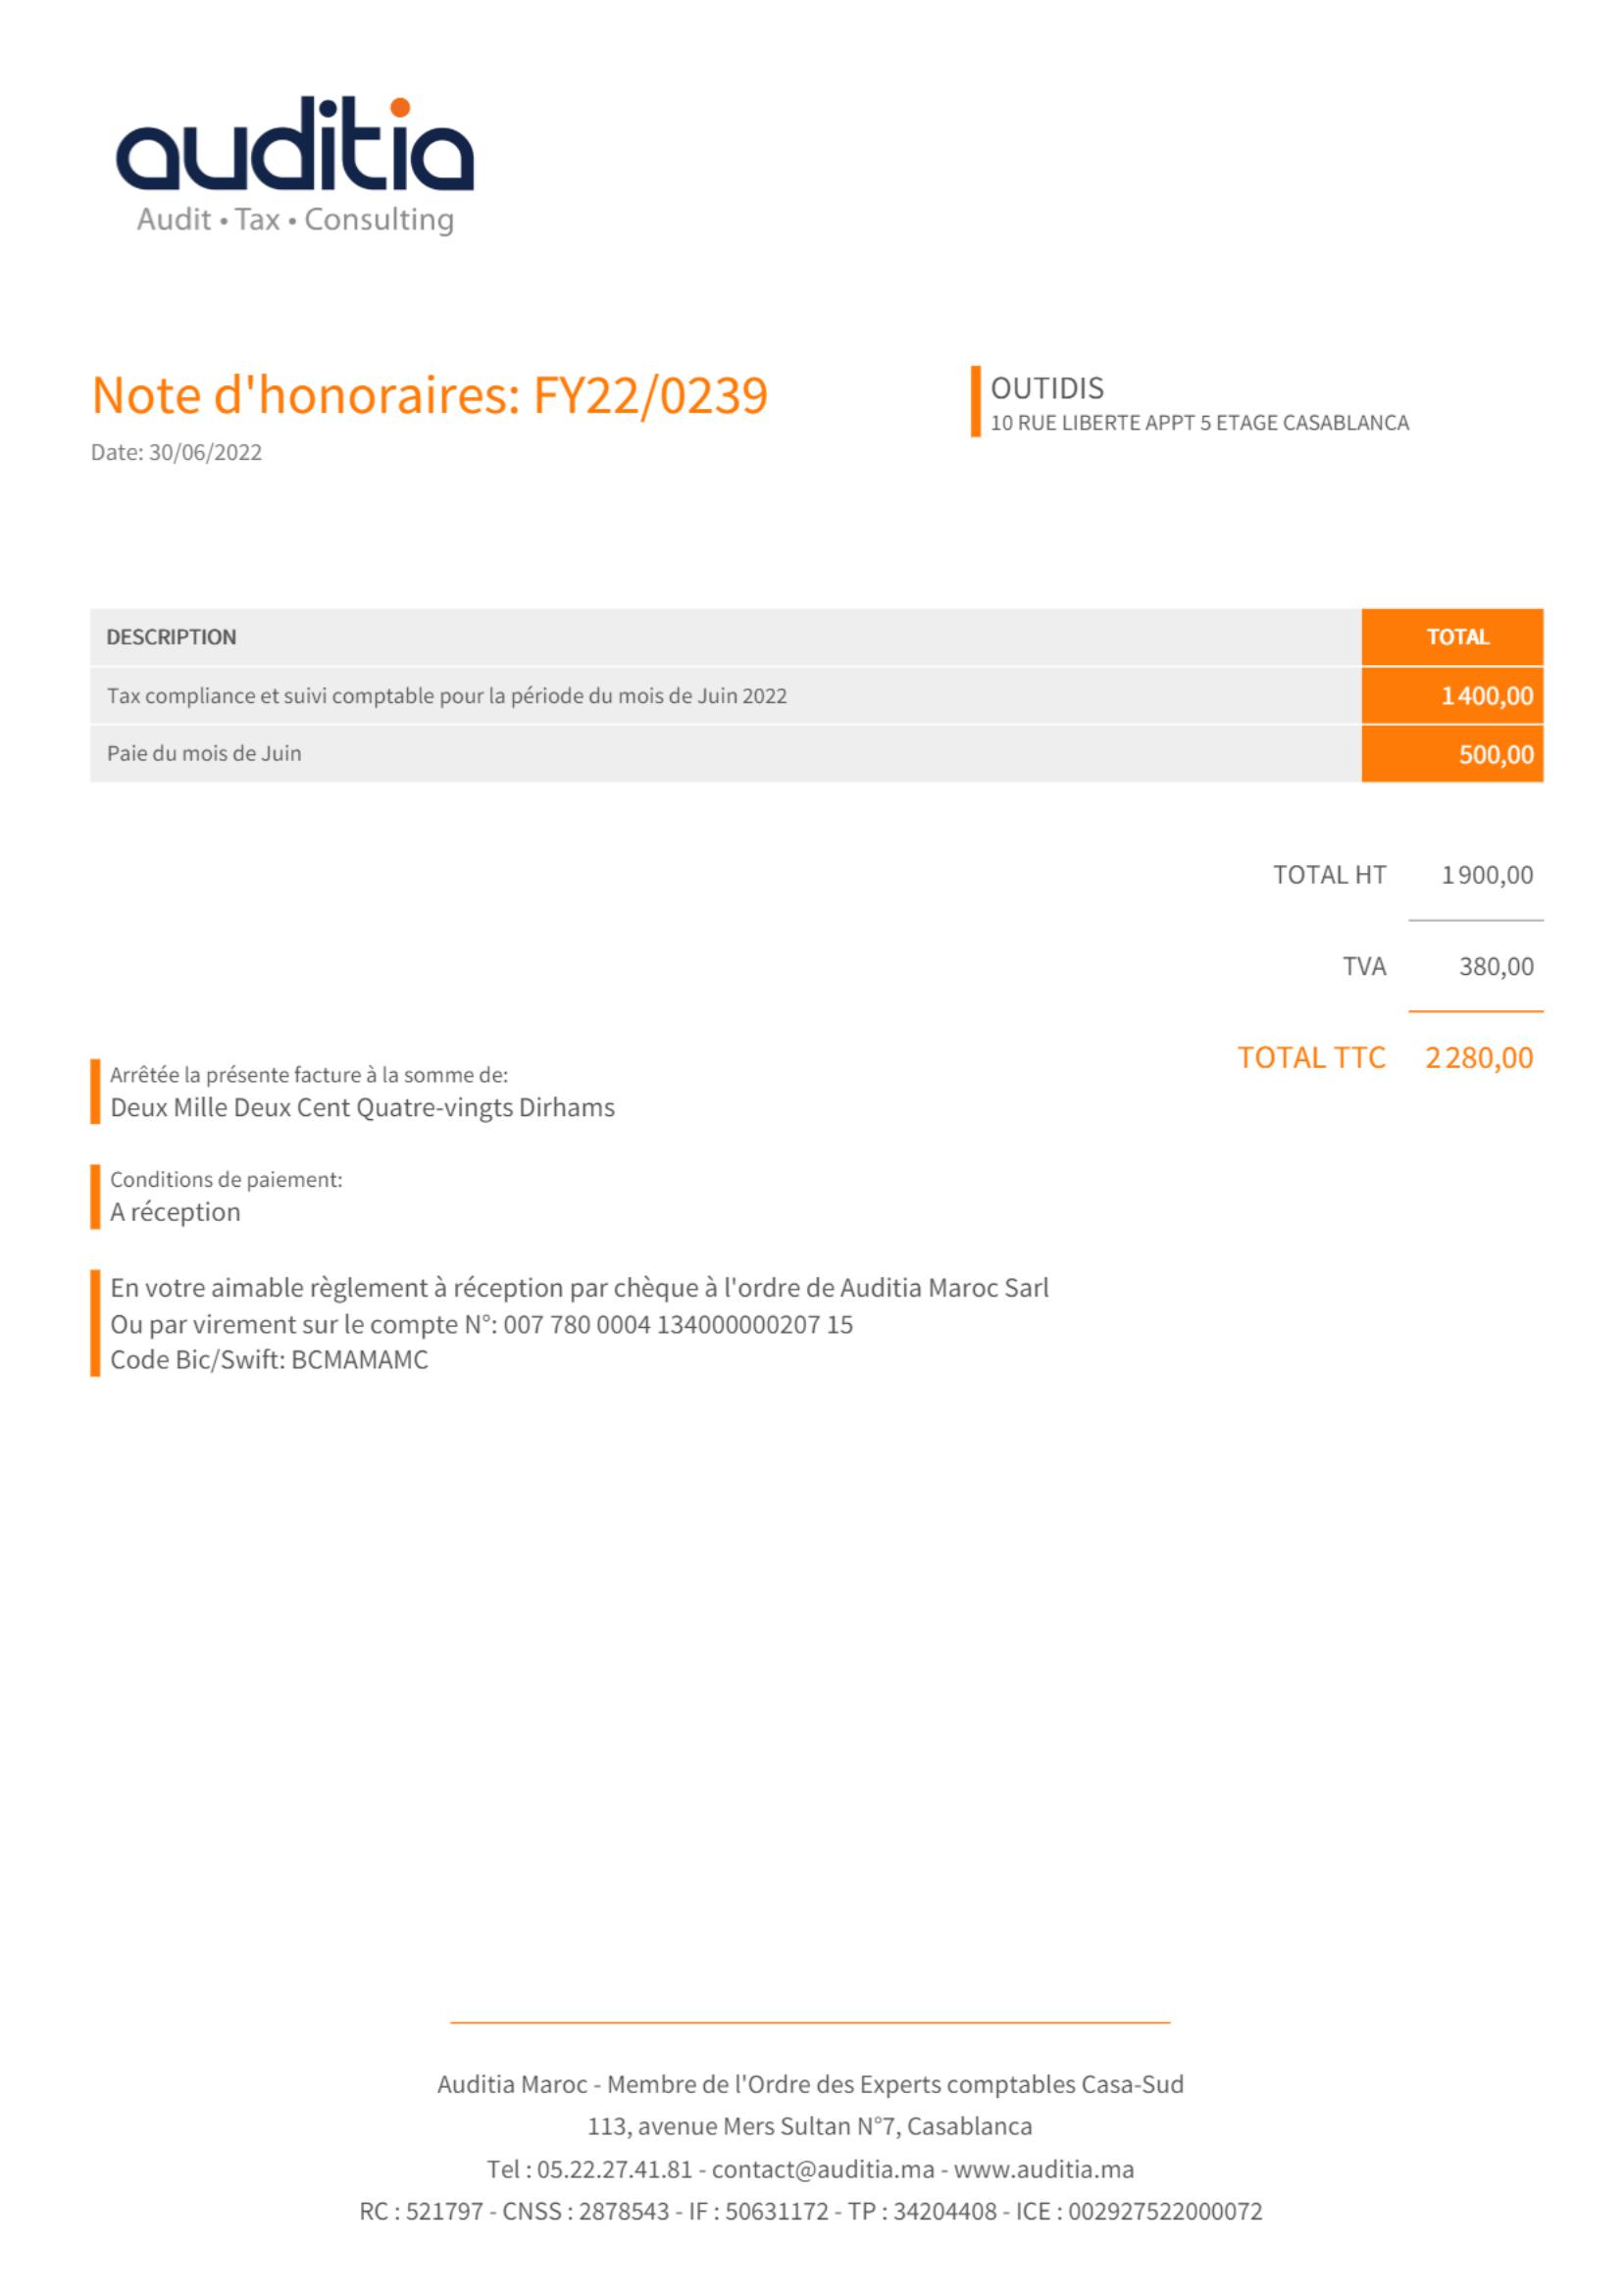 auditia
Audit • Tax • Consulting
Note d'honoraires: FY22/0239
Date: 30/06/2022
OUTIDIS
10 RUE LIBERTE APPT 5 ETAGE CASABLANCA
DESCRIPTION TOTAL
Tax compliance et suivi comptable pour la période du mois de Juin 2022 1 400,00
Paie du mois de Juin 500,00
TOTAL HT 1 900,00
TVA 380,00
TOTAL TTC 2 280,00
Arrêtée la présente facture à la somme de:
Deux Mille Deux Cent Quatre-vingts Dirhams
Conditions de paiement:
A réception
En votre aimable règlement à réception par chèque à l'ordre de Auditia Maroc Sarl
Ou par virement sur le compte N°: 007 780 0004 134000000207 15
Code Bic/Swift: BCMAMAMC
Auditia Maroc - Membre de l'Ordre des Experts comptables Casa-Sud
113, avenue Mers Sultan N°7, Casablanca
Tel : 05.22.27.41.81 - contact@auditia.ma - www.auditia.ma
RC : 521797 - CNSS : 2878543 - IF : 50631172 - TP : 34204408 - ICE : 002927522000072